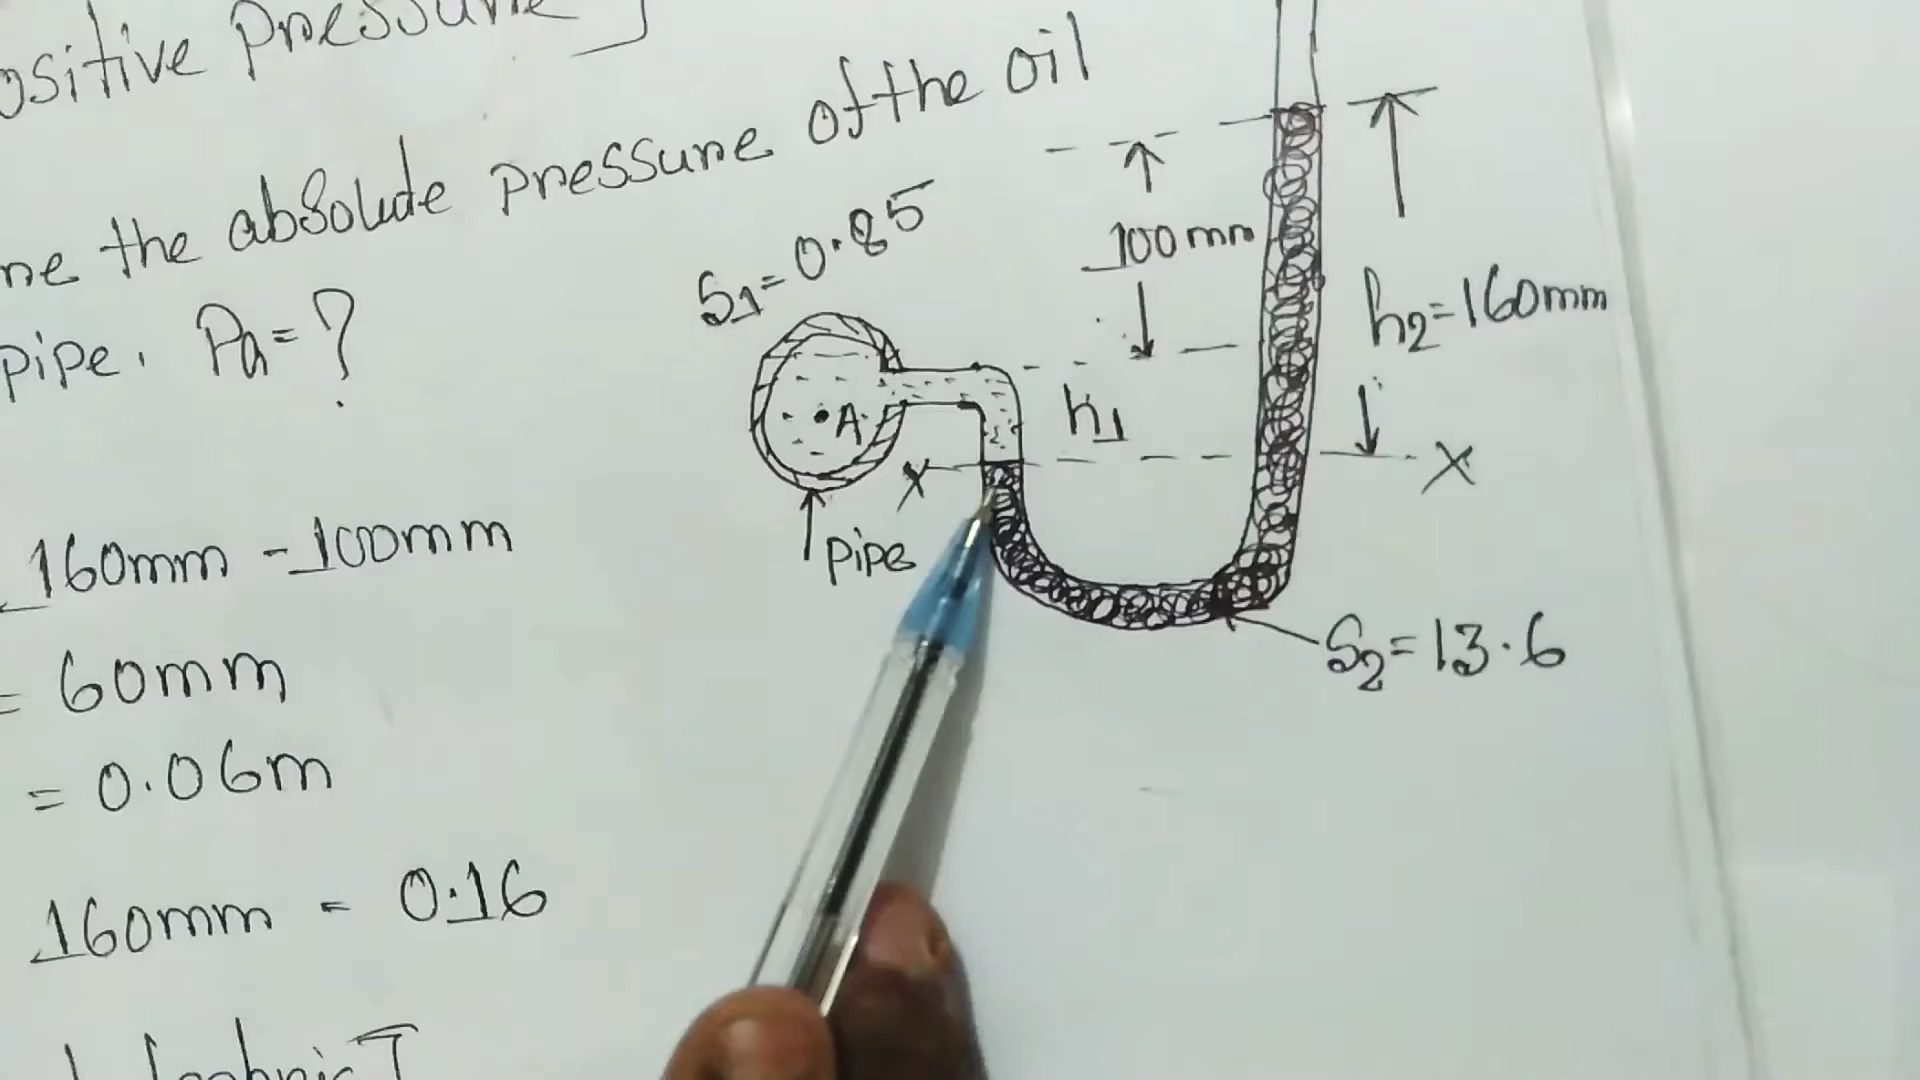 ositive pressure]
ne the absolute pressure of the oil
pipe. Pa = ?
S1 = 0.85
100 mm
h2 = 160mm
A
h1
X
X
pipe
S2 = 13.6
160mm - 100mm
= 60mm
= 0.06m
160mm - 0.16